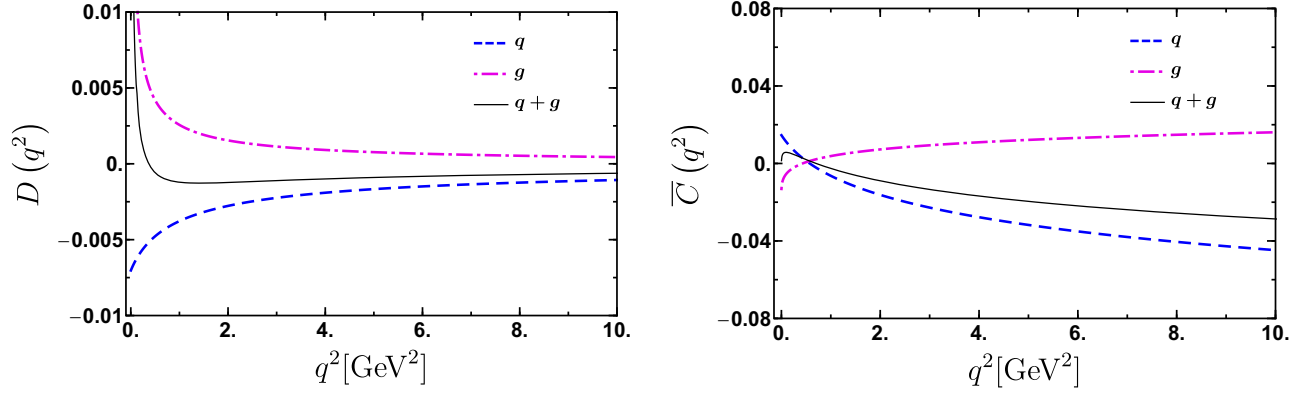 0.01
0.005
0.
−0.005
−0.01
D (q²)
q
g
q + g
0. 2. 4. 6. 8. 10.
q²[GeV²]
0.08
0.04
0.
−0.04
−0.08
C̅ (q²)
q
g
q + g
0. 2. 4. 6. 8. 10.
q²[GeV²]